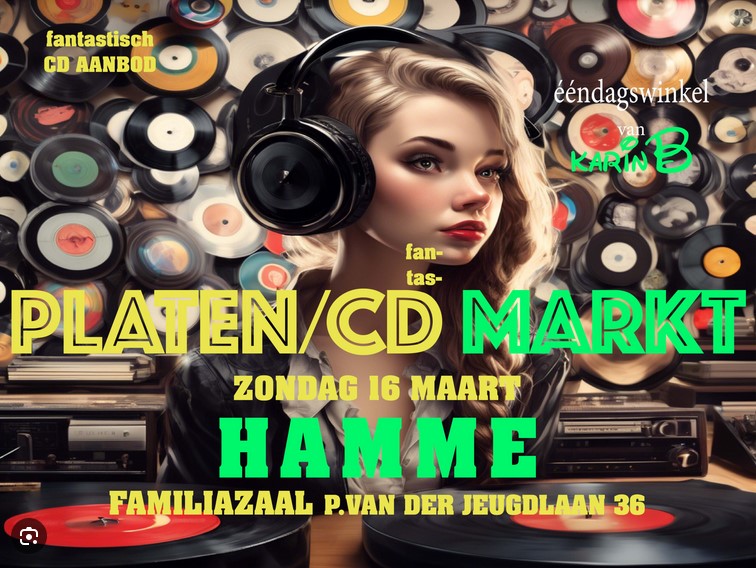 fantastisch
CD AANBOD
ééndagswinkel
van
KARIN B
fan-
tas-
PLATEN/CD MARKT
ZONDAG 16 MAART
HAMME
FAMILIAZAAL P.VAN DER JEUGDLAAN 36